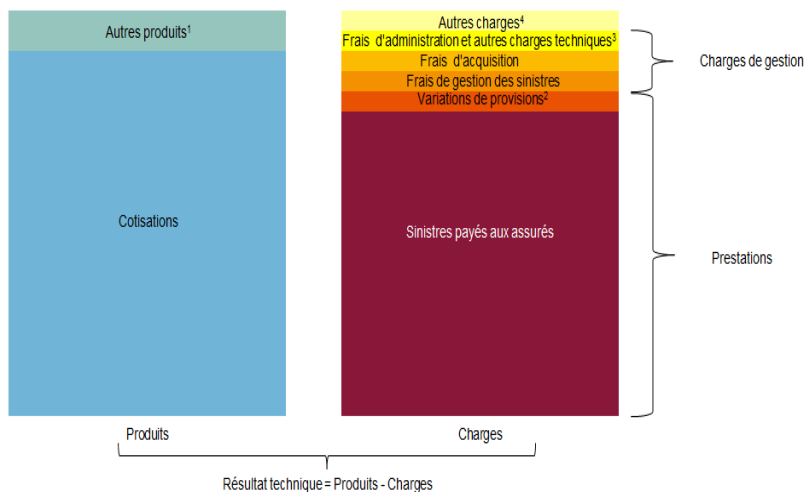 Autres produits¹
Cotisations
Autres charges⁴
Frais d'administration et autres charges techniques³
Frais d'acquisition
Frais de gestion des sinistres
Variations de provisions²
Sinistres payés aux assurés
Charges de gestion
Prestations
Produits
Charges
Résultat technique = Produits - Charges